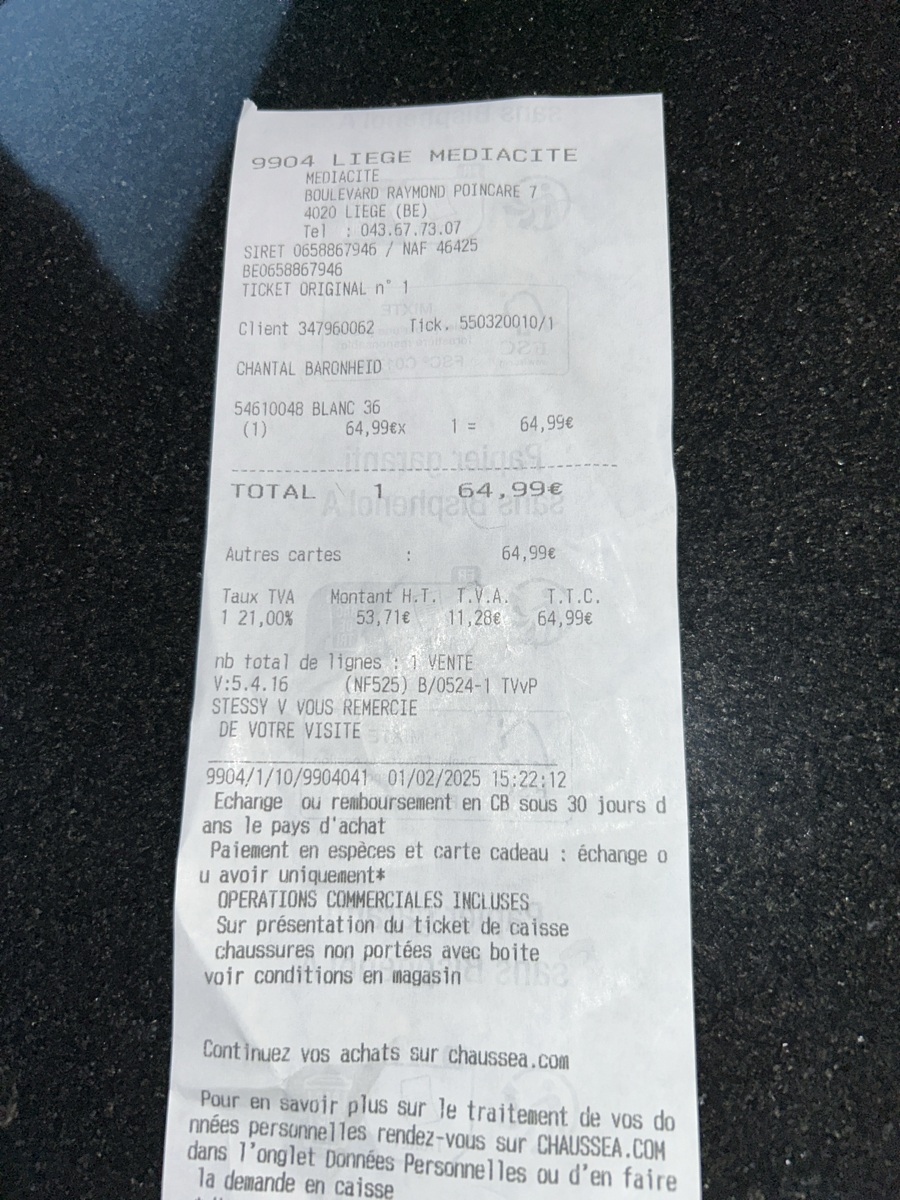 9904 LIEGE MEDIACITE
MEDIACITE
BOULEVARD RAYMOND POINCARE 7
4020 LIEGE (BE)
Tel : 043.67.73.07
SIRET 0658867946 / NAF 46425
BE0658867946
TICKET ORIGINAL n° 1
Client 347960062 Tick. 550320010/1
CHANTAL BARONHEID
54610048 BLANC 36
(1) 64,99€x 1 = 64,99€
TOTAL 1 64,99€
Autres cartes : 64,99€
Taux TVA Montant H.T. T.V.A. T.T.C.
1 21,00% 53,71€ 11,28€ 64,99€
nb total de lignes : 1 VENTE
V:5.4.16 (NF525) B/0524-1 TVvP
STESSY V VOUS REMERCIE
DE VOTRE VISITE
9904/1/10/9904041 01/02/2025 15:22:12
Echange ou remboursement en CB sous 30 jours d
ans le pays d'achat
Paiement en espèces et carte cadeau : échange o
u avoir uniquement*
OPERATIONS COMMERCIALES INCLUSES
Sur présentation du ticket de caisse
chaussures non portées avec boite
voir conditions en magasin
Continuez vos achats sur chaussea.com
Pour en savoir plus sur le traitement de vos do
nnées personnelles rendez-vous sur CHAUSSEA.COM
dans l'onglet Données Personnelles ou d'en faire
la demande en caisse